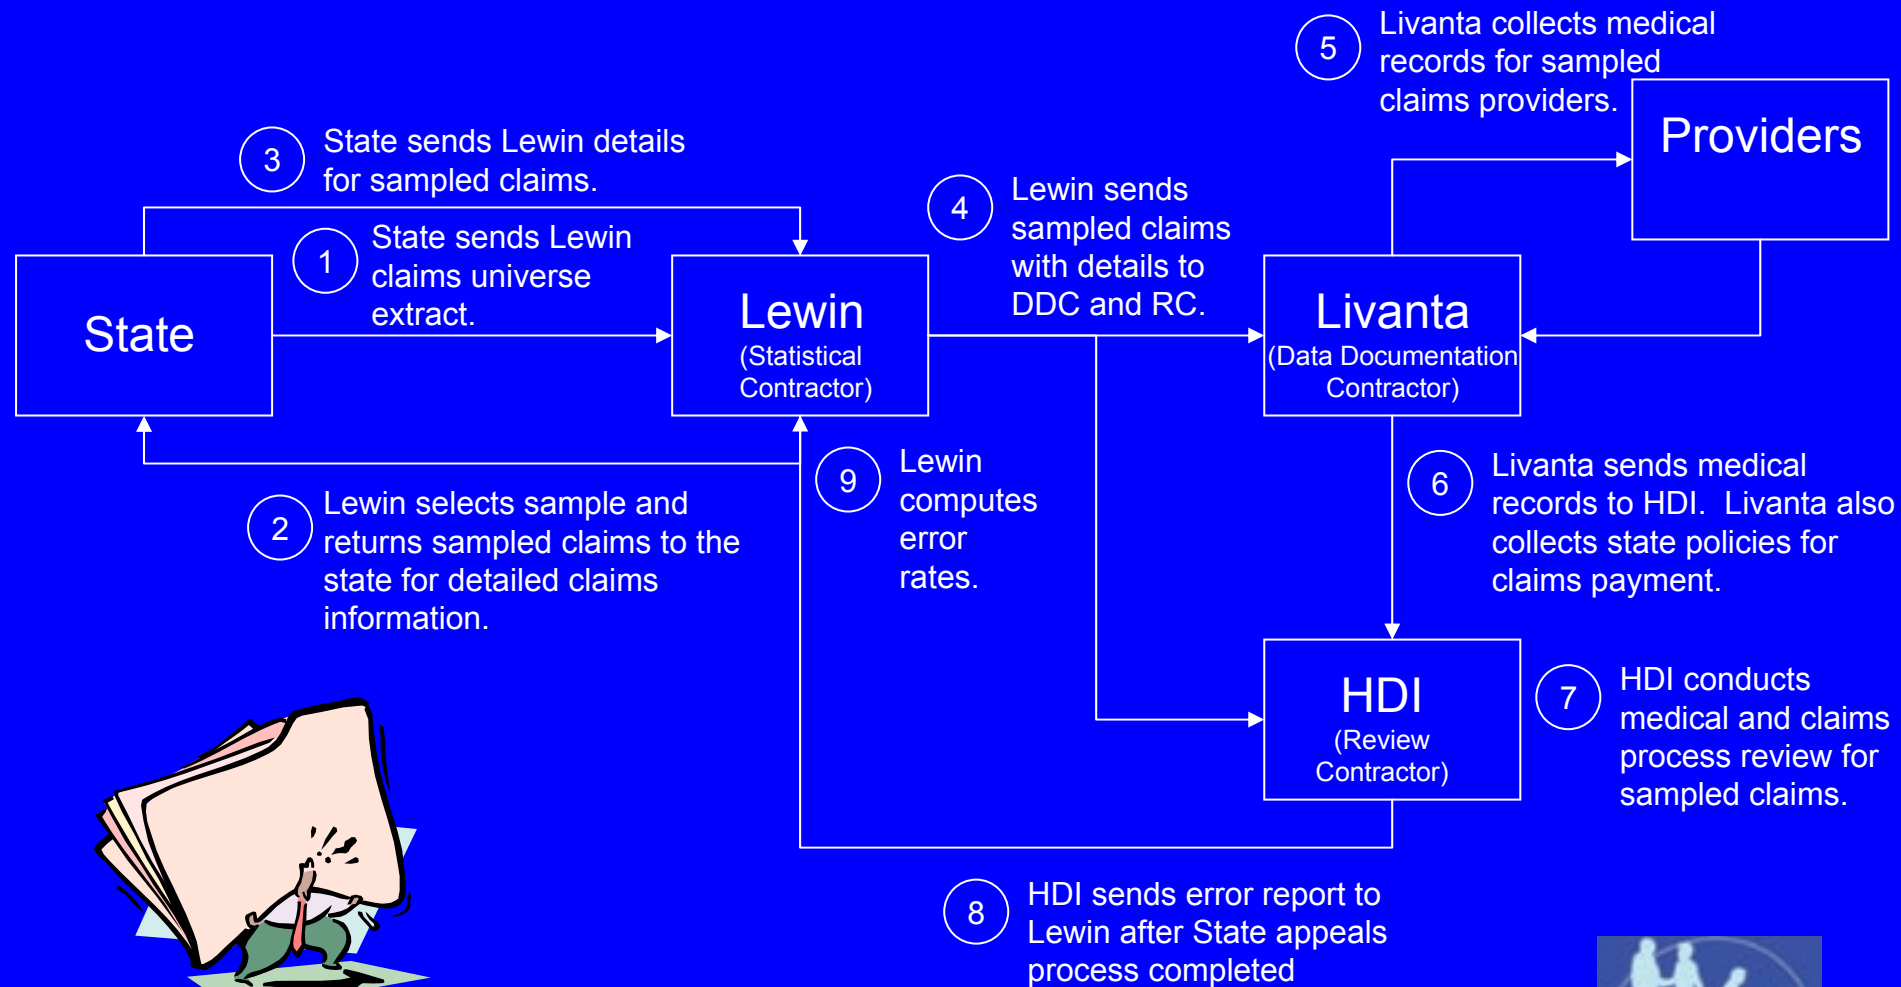 5
Livanta collects medical
records for sampled
claims providers.
Providers
3
State sends Lewin details
for sampled claims.
4
Lewin sends
sampled claims
with details to
DDC and RC.
1
State sends Lewin
claims universe
extract.
State
Lewin
(Statistical
Contractor)
Livanta
(Data Documentation
Contractor)
2
Lewin selects sample and
returns sampled claims to the
state for detailed claims
information.
9
Lewin
computes
error
rates.
6
Livanta sends medical
records to HDI. Livanta also
collects state policies for
claims payment.
HDI
(Review
Contractor)
7
HDI conducts
medical and claims
process review for
sampled claims.
8
HDI sends error report to
Lewin after State appeals
process completed